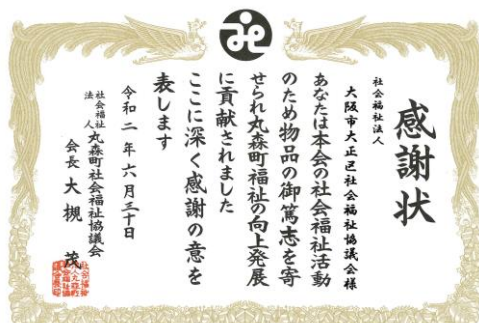 感謝状
社会福祉法人
大阪市大正区社会福祉協議会様
あなたは本会の社会福祉活動
のため物品の御篤志を寄
せられ丸森町福祉の向上発展
に貢献されました
ここに深く感謝の意を
表します
令和二年六月三十日
社会福祉法人 丸森町社会福祉協議会
会長 大槻 茂